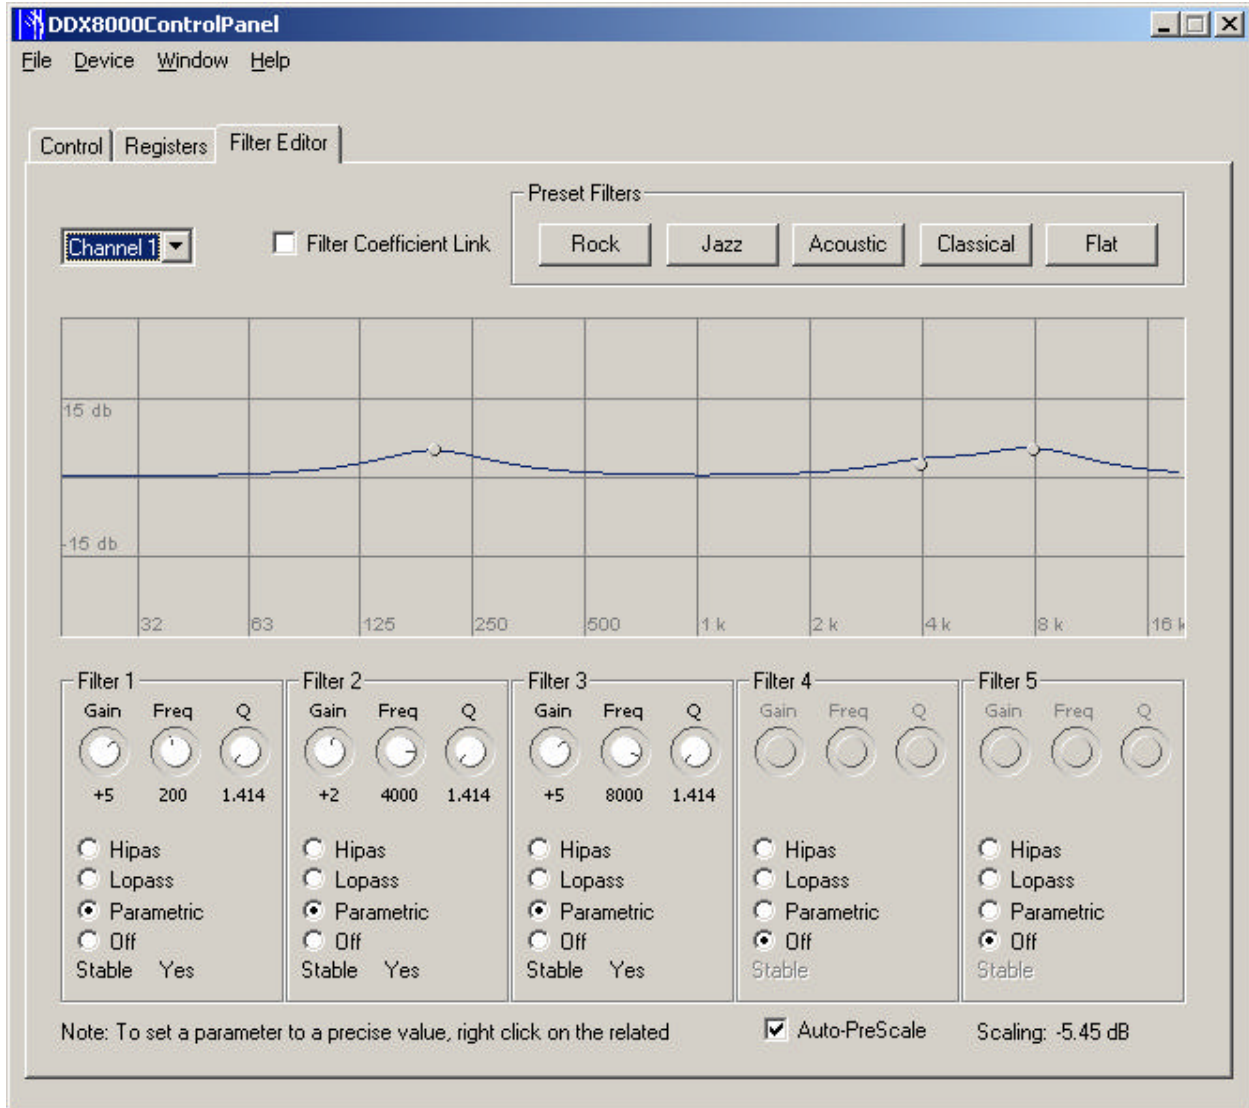 DDX8000ControlPanel
File Device Window Help
Control Registers Filter Editor
Preset Filters
Channel 1 Filter Coefficient Link Rock Jazz Acoustic Classical Flat
15 db
-15 db
32 63 125 250 500 1 k 2 k 4 k 8 k 16 k
Filter 1 Filter 2 Filter 3 Filter 4 Filter 5
Gain Freq Q Gain Freq Q Gain Freq Q Gain Freq Q Gain Freq Q
+5 200 1.414 +2 4000 1.414 +5 8000 1.414
Hipas Hipas Hipas Hipas Hipas
Lopass Lopass Lopass Lopass Lopass
Parametric Parametric Parametric Parametric Parametric
Off Off Off Off Off
Stable Yes Stable Yes Stable Yes Stable Stable
Note: To set a parameter to a precise value, right click on the related Auto-PreScale Scaling: -5.45 dB